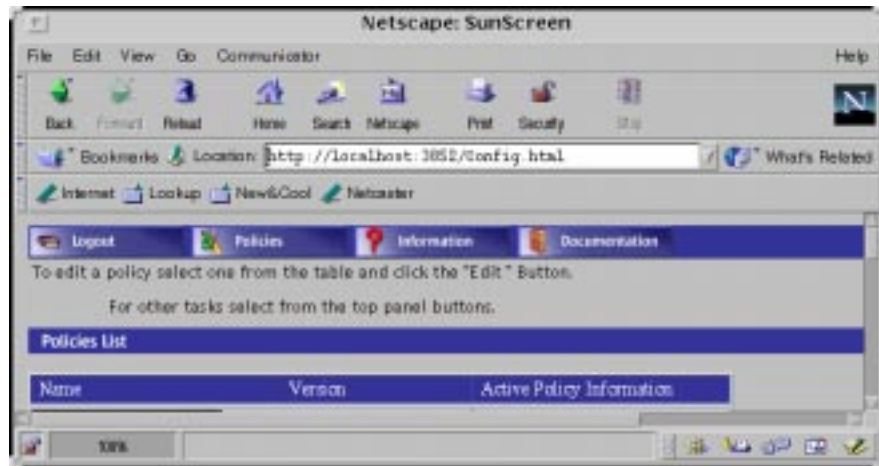 Netscape: SunScreen
File Edit View Go Communicator Help
Back Forward Reload Home Search Netscape Print Security Stop
N
Bookmarks Location: http://localhost:3852/Config.html What's Related
Internet Lookup New&Cool Netcaster
Logout Policies Information Documentation
To edit a policy select one from the table and click the "Edit" Button.
For other tasks select from the top panel buttons.
Policies List
Name Version Active Policy Information
100%